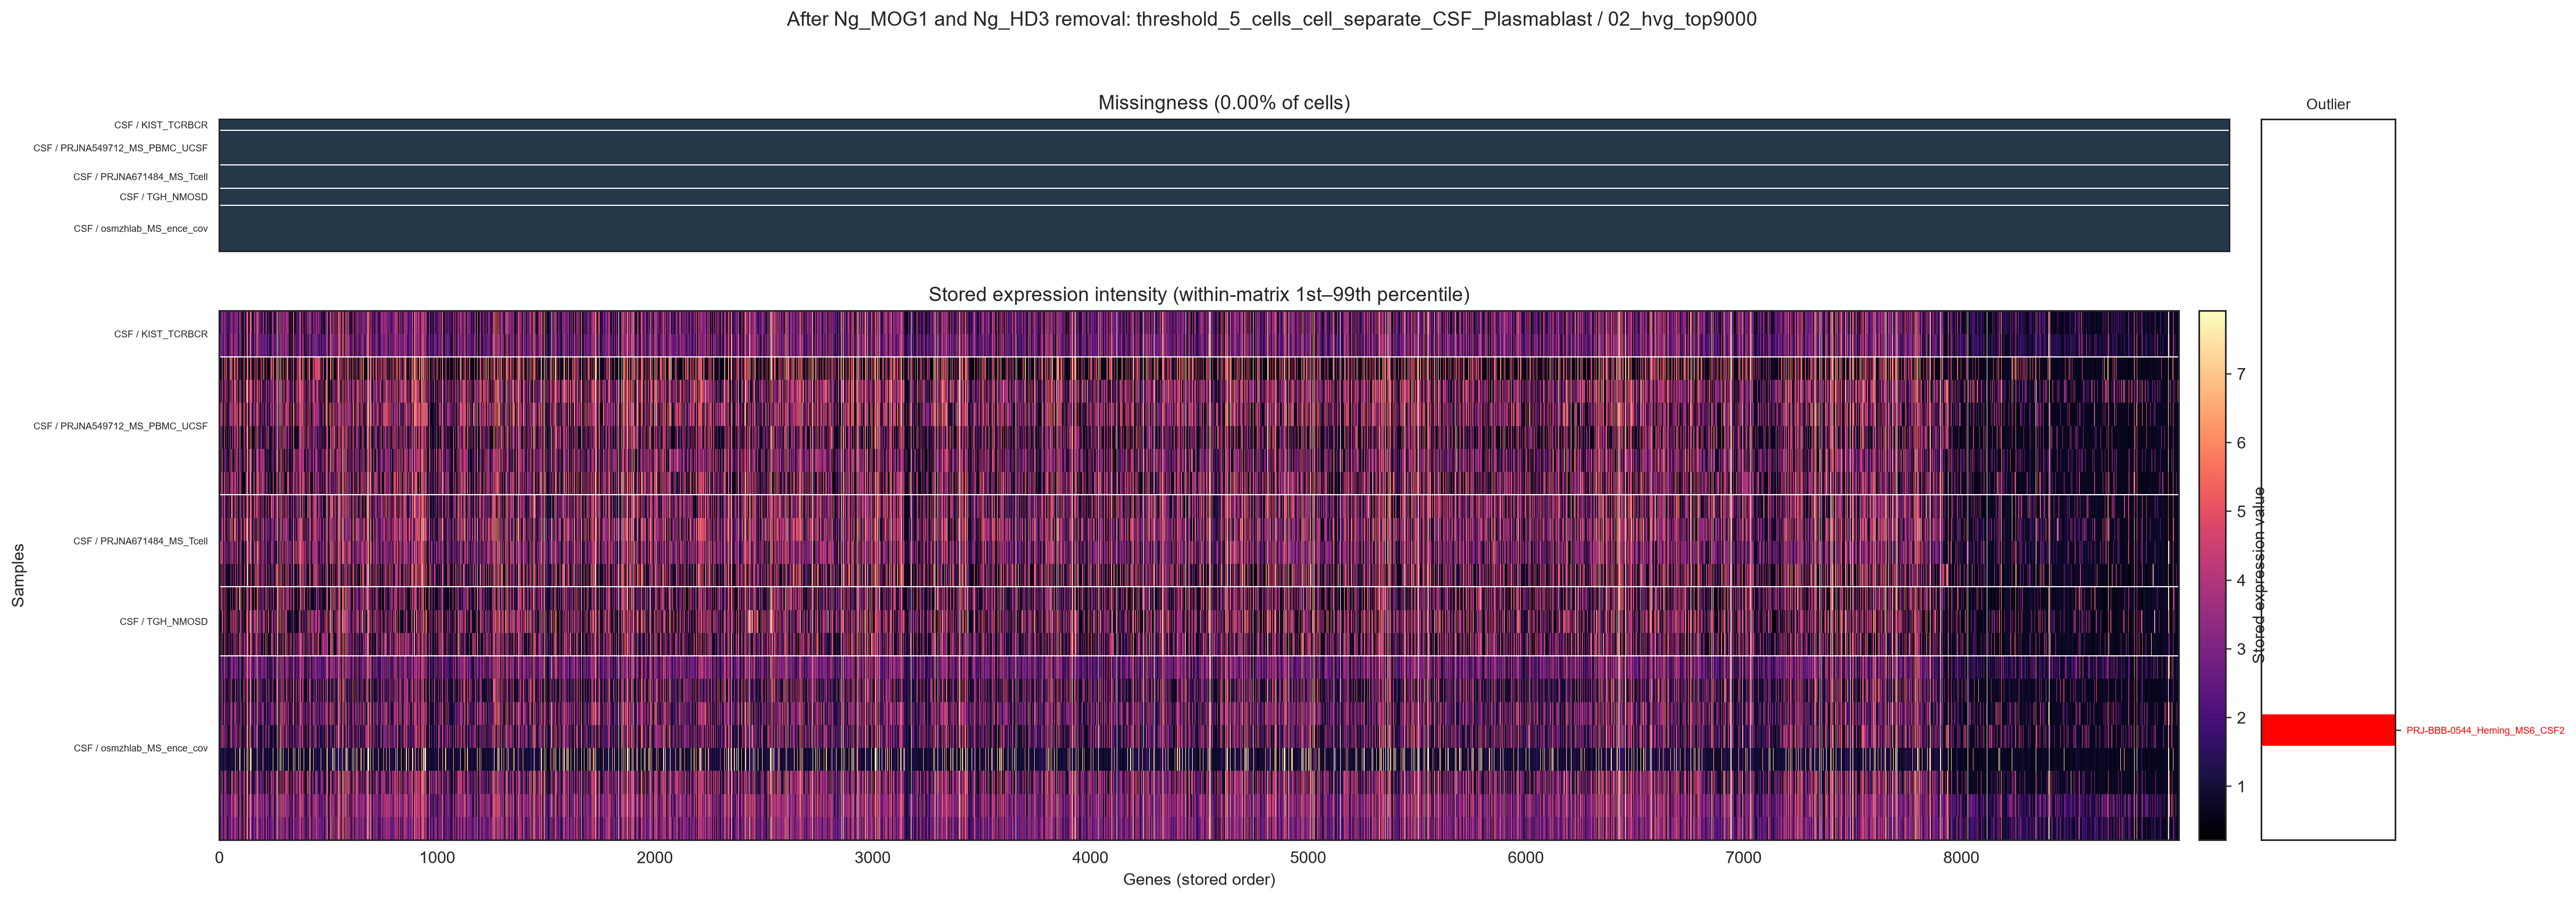 After Ng_MOG1 and Ng_HD3 removal: threshold_5_cells_cell_separate_CSF_Plasmablast / 02_hvg_top9000
Missingness (0.00% of cells)
Outlier
CSF / KIST_TCRBCR
CSF / PRJNA549712_MS_PBMC_UCSF
CSF / PRJNA671484_MS_Tcell
CSF / TGH_NMOSD
CSF / osmzhlab_MS_ence_cov
Stored expression intensity (within-matrix 1st–99th percentile)
Samples
CSF / KIST_TCRBCR
CSF / PRJNA549712_MS_PBMC_UCSF
CSF / PRJNA671484_MS_Tcell
CSF / TGH_NMOSD
CSF / osmzhlab_MS_ence_cov
7
6
5
4
3
2
1
Stored expression value
PRJ-BBB-0544_Heming_MS6_CSF2
0 1000 2000 3000 4000 5000 6000 7000 8000
Genes (stored order)